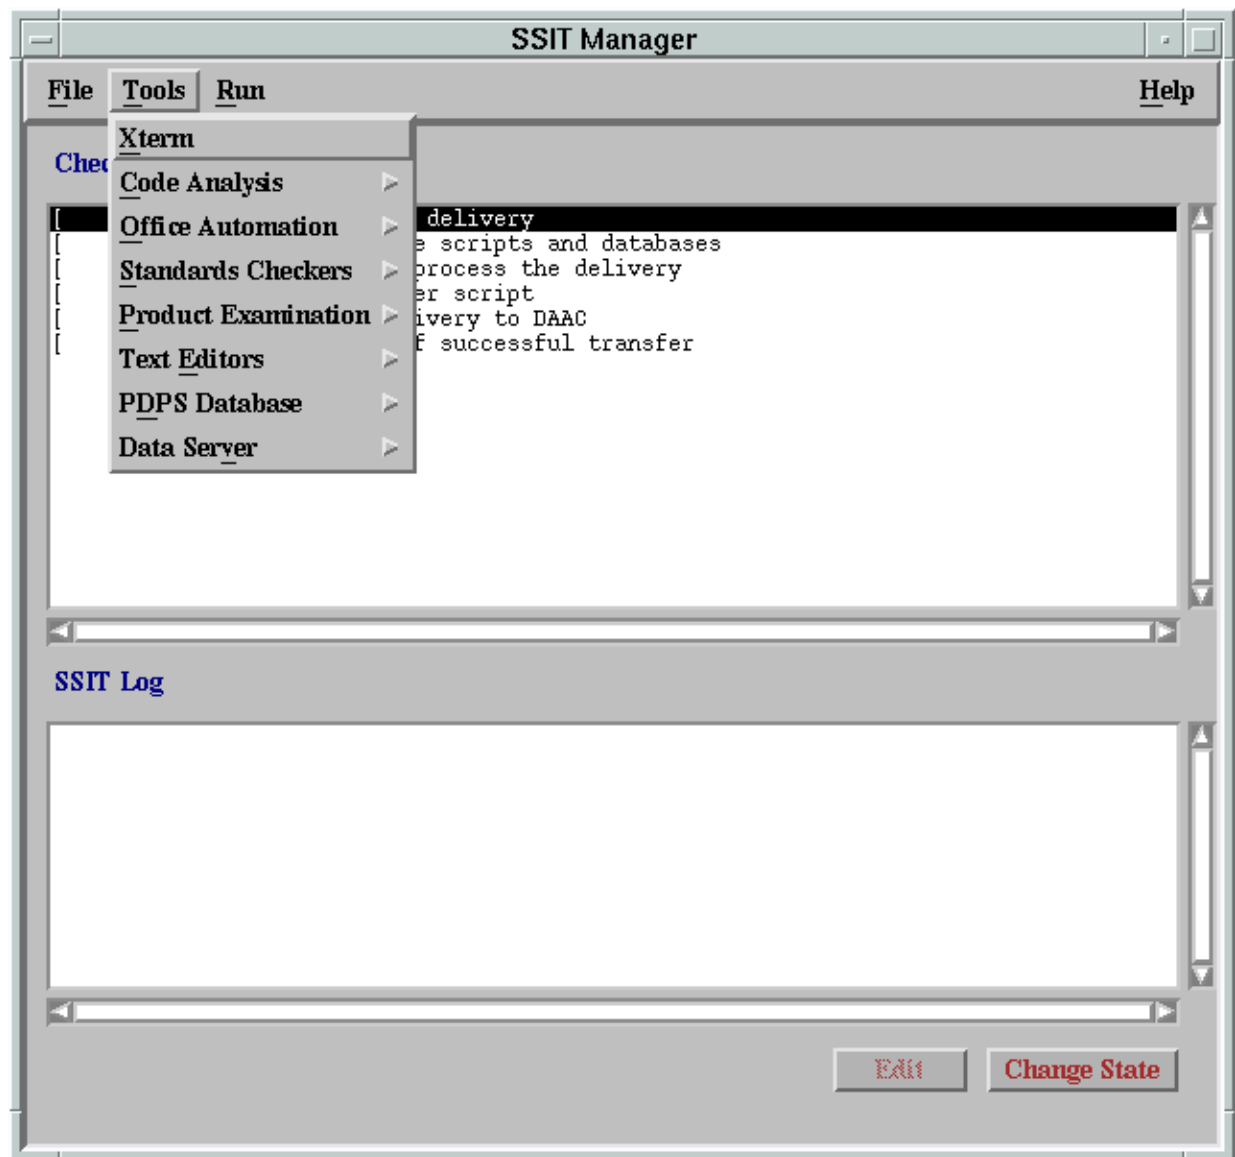 SSIT Manager
File Tools Run Help
Xterm
Code Analysis
Office Automation
Standards Checkers
Product Examination
Text Editors
PDPS Database
Data Server
[ delivery
[ scripts and databases
[ process the delivery
[ script
[ to DAAC
[ successful transfer
SSIT Log
Edit Change State